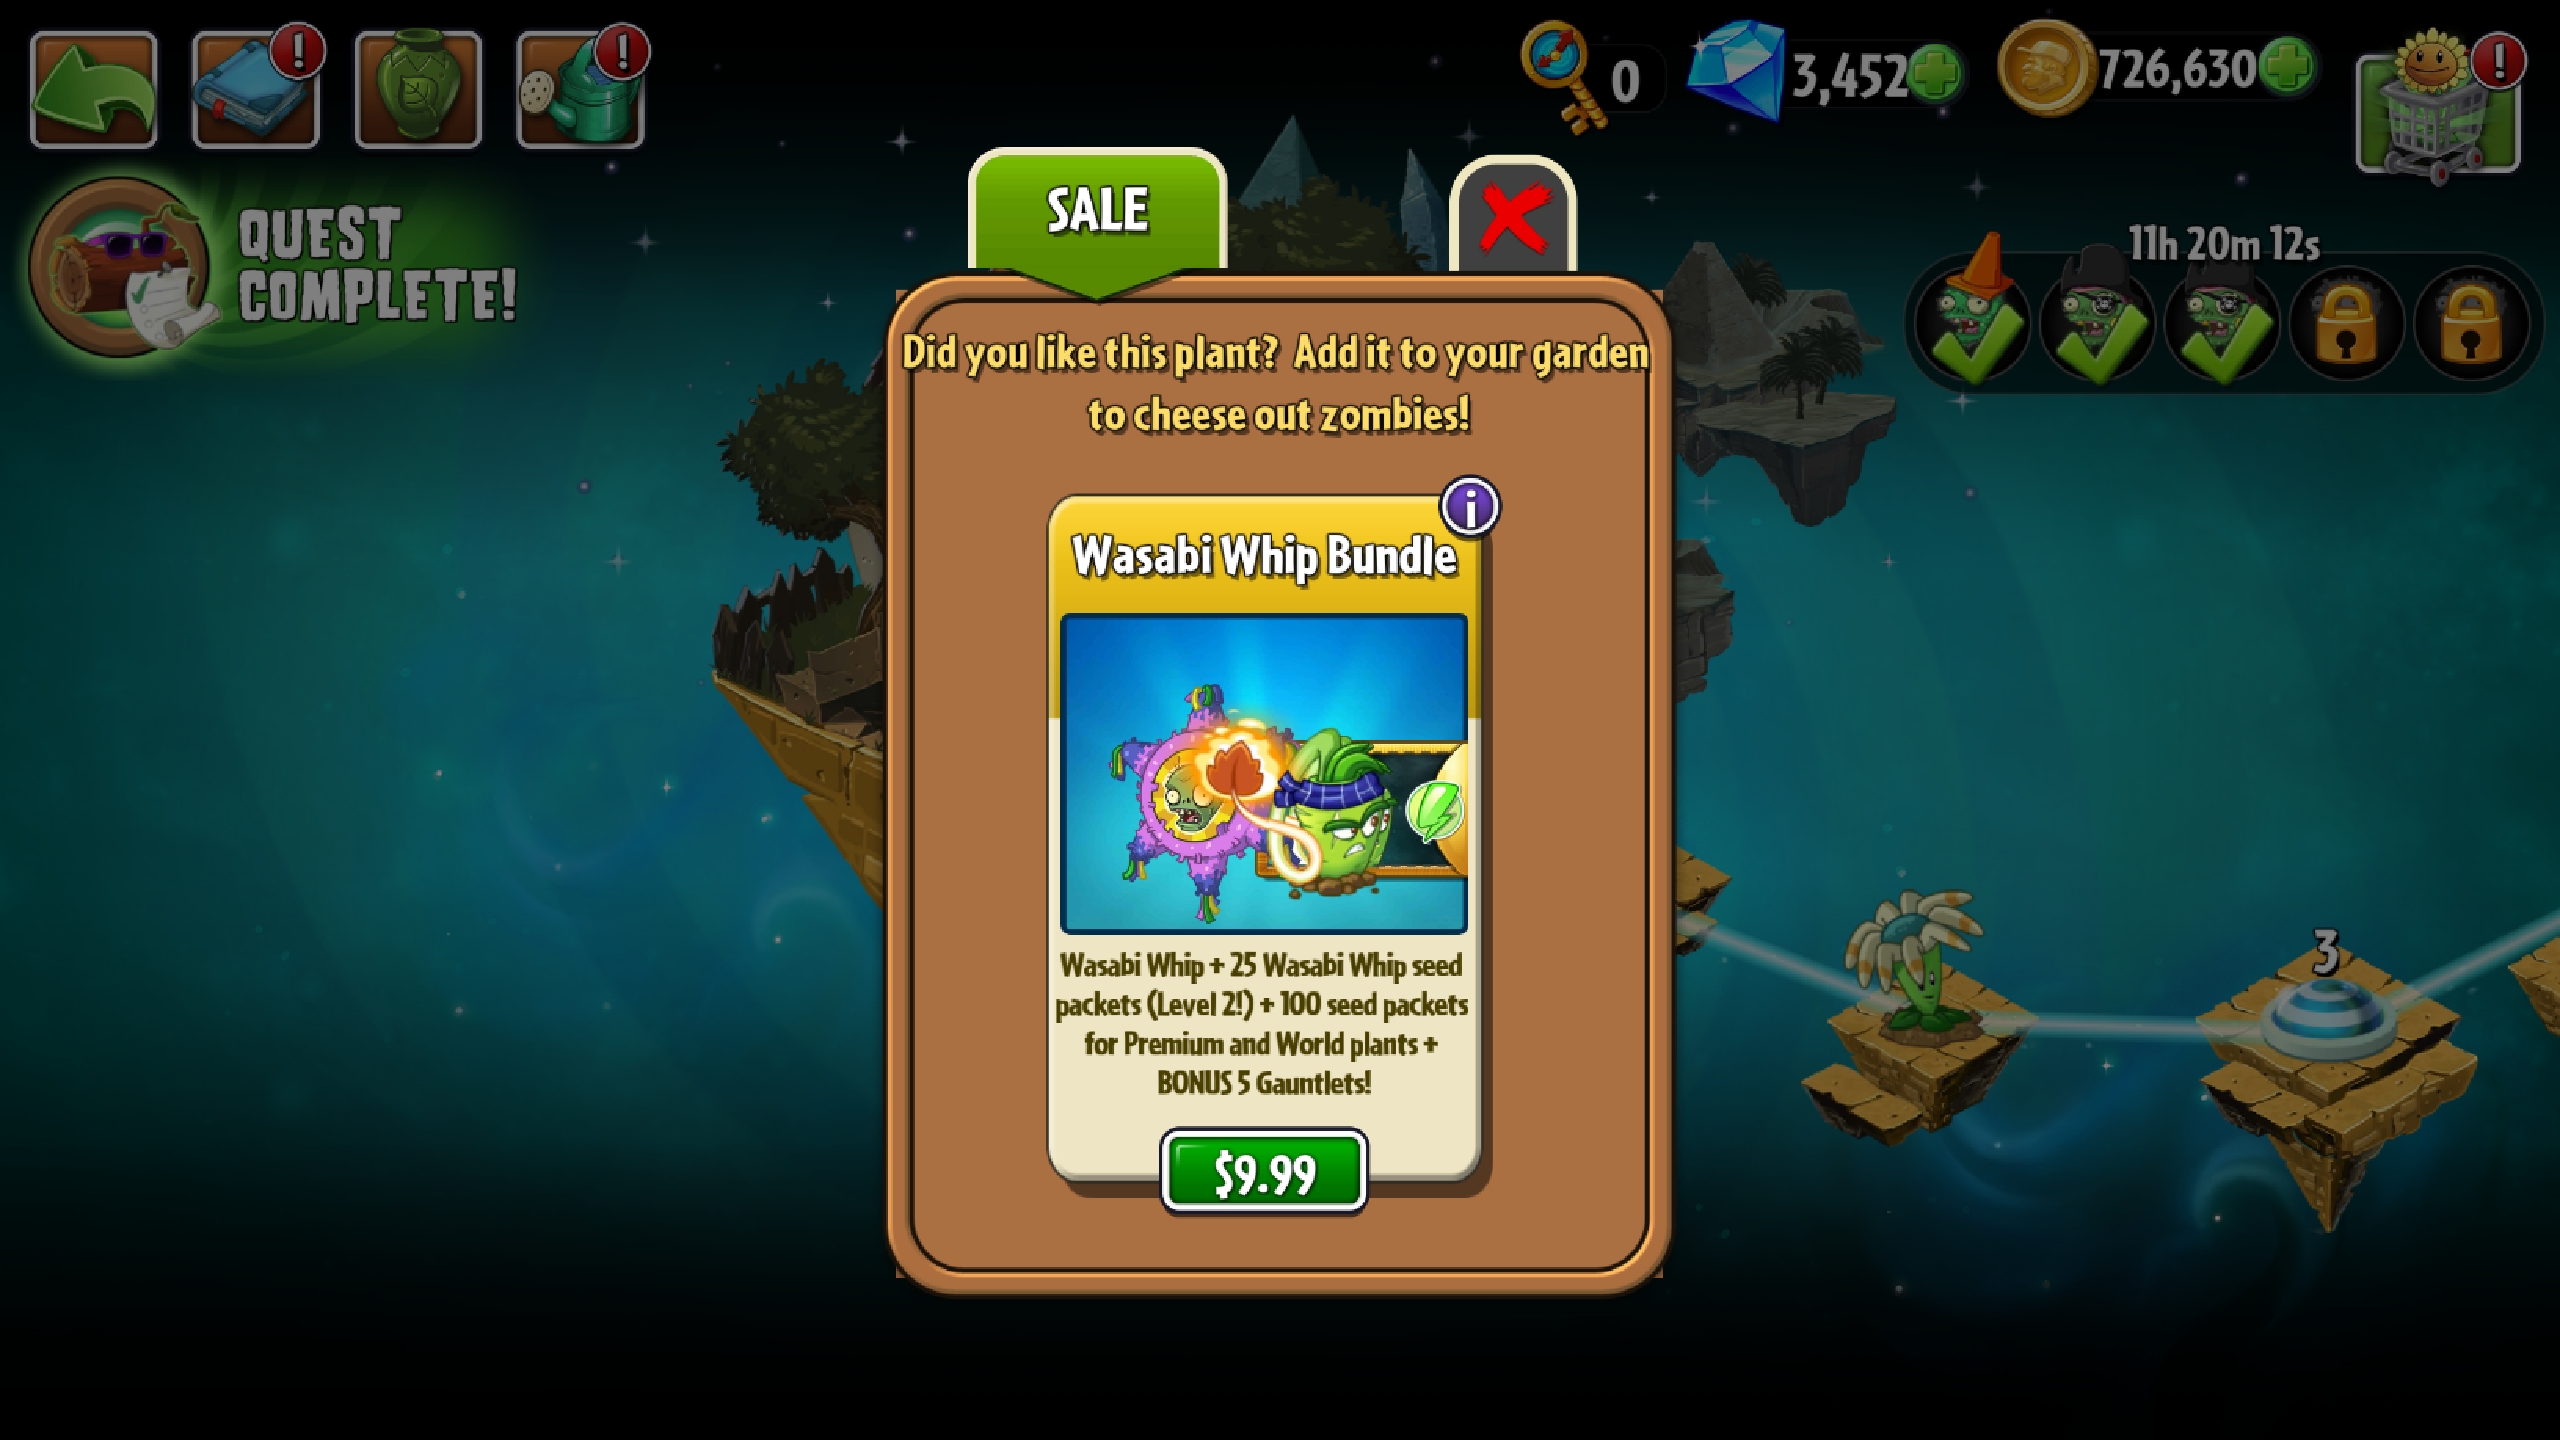 0
3,452
726,630
QUEST
COMPLETE!
SALE
11h 20m 12s
Did you like this plant? Add it to your garden
to cheese out zombies!
Wasabi Whip Bundle
Wasabi Whip + 25 Wasabi Whip seed
packets (Level 2!) + 100 seed packets
for Premium and World plants +
BONUS 5 Gauntlets!
$9.99
3